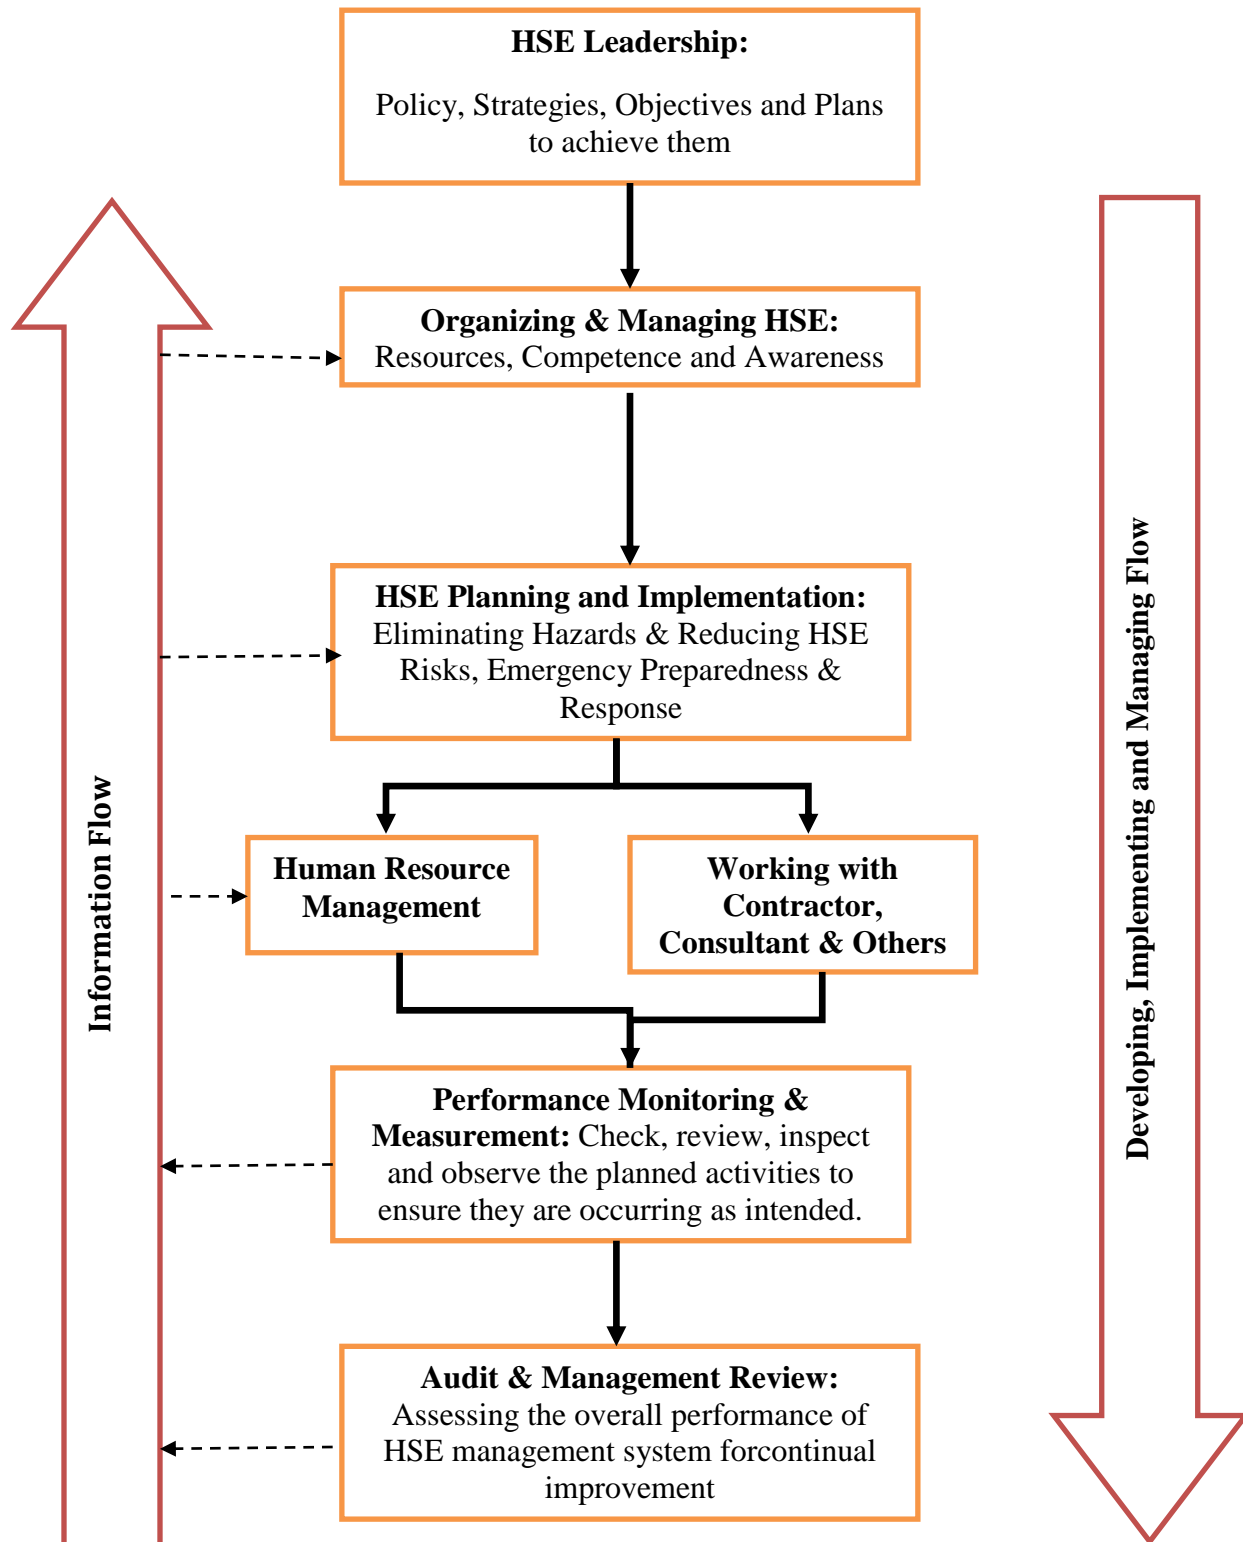 HSE Leadership:
Policy, Strategies, Objectives and Plans
to achieve them
Organizing & Managing HSE:
Resources, Competence and Awareness
HSE Planning and Implementation:
Eliminating Hazards & Reducing HSE
Risks, Emergency Preparedness &
Response
Human Resource
Management
Working with
Contractor,
Consultant & Others
Performance Monitoring &
Measurement: Check, review, inspect
and observe the planned activities to
ensure they are occurring as intended.
Audit & Management Review:
Assessing the overall performance of
HSE management system forcontinual
improvement
Information Flow
Developing, Implementing and Managing Flow